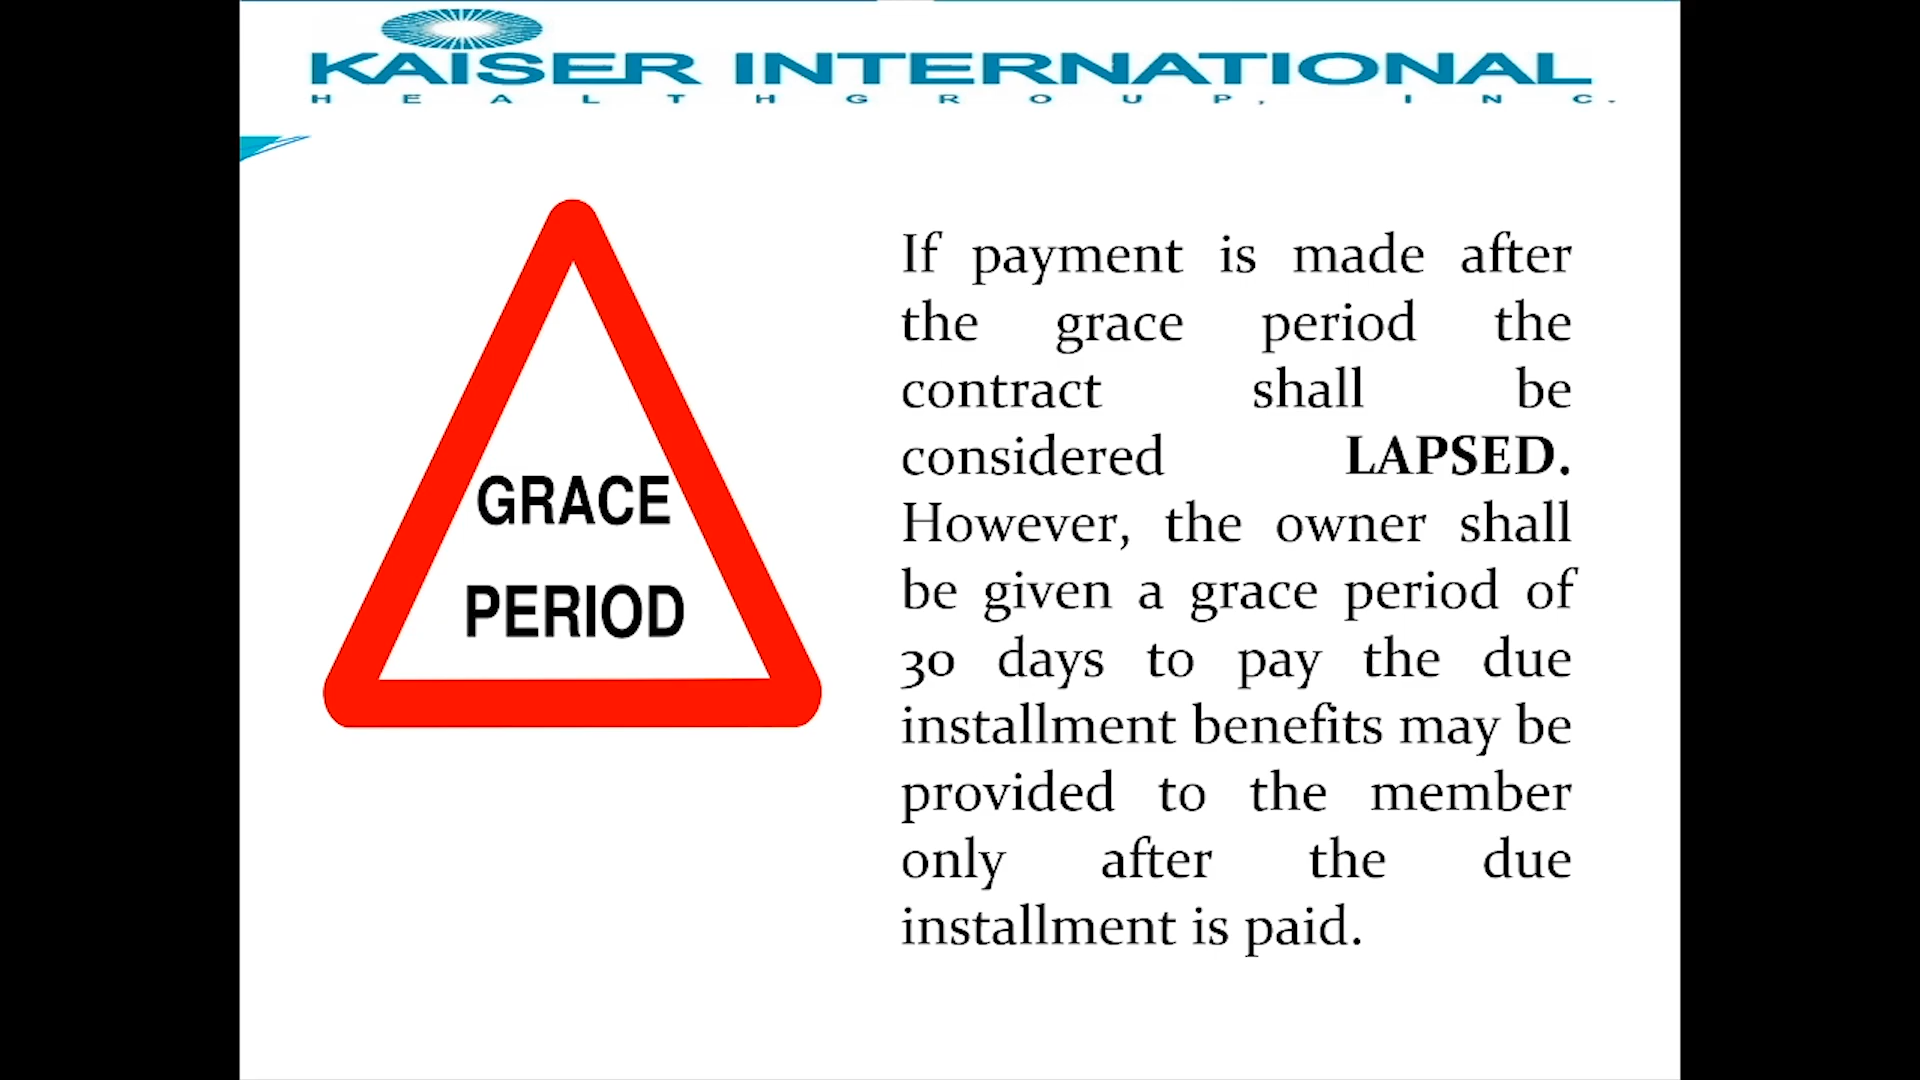 KAISER INTERNATIONAL
HEALTHGROUP, INC.
GRACE
PERIOD
If payment is made after
the grace period the
contract shall be
considered LAPSED.
However, the owner shall
be given a grace period of
30 days to pay the due
installment benefits may be
provided to the member
only after the due
installment is paid.